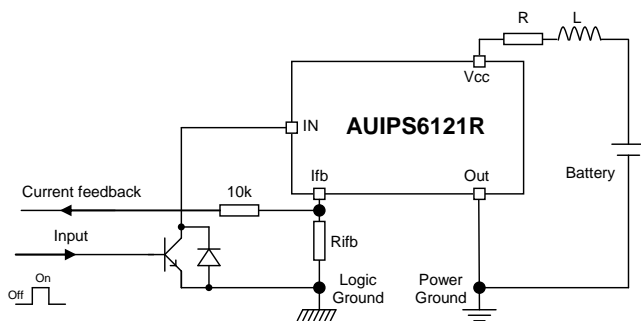 R
L
Vcc
IN
AUIPS6121R
Ifb
Out
Battery
Current feedback
10k
Input
Rifb
On
Off
Logic
Ground
Power
Ground